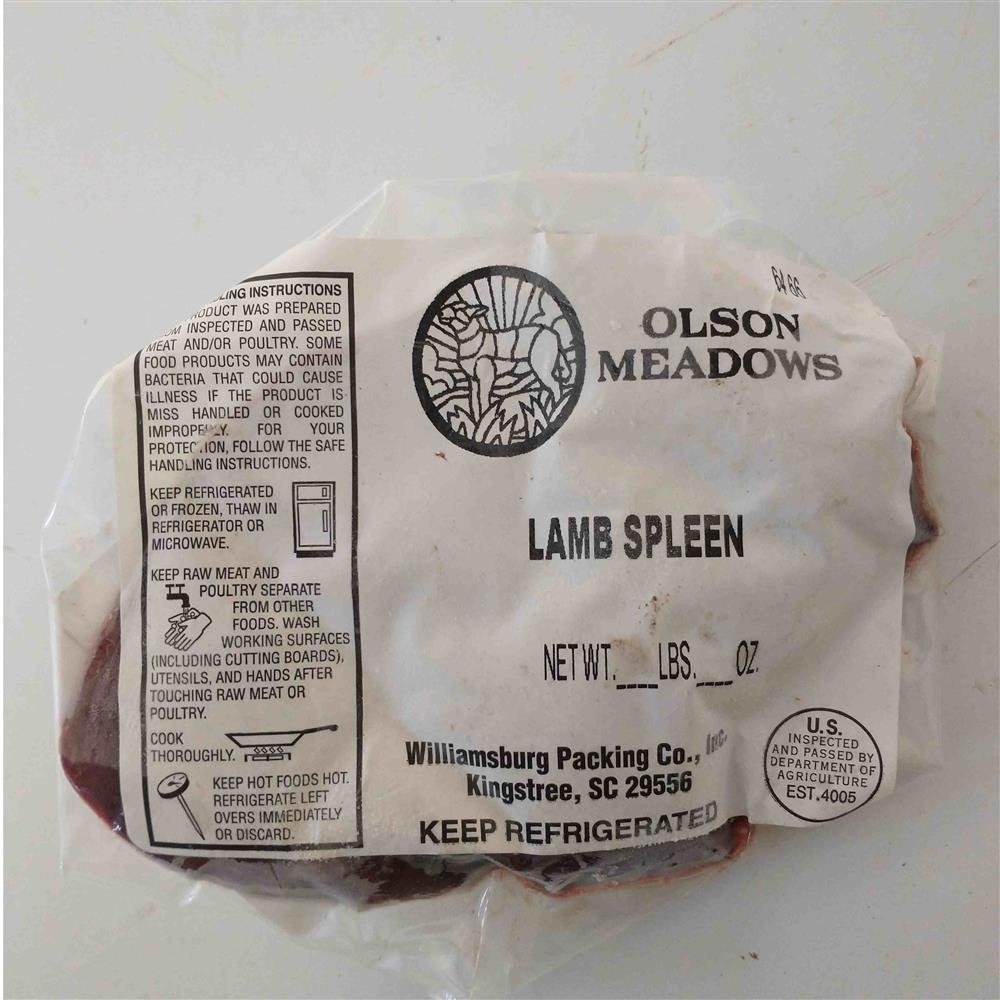 LING INSTRUCTIONS
ODUCT WAS PREPARED
OM INSPECTED AND PASSED
MEAT AND/OR POULTRY. SOME
FOOD PRODUCTS MAY CONTAIN
BACTERIA THAT COULD CAUSE
ILLNESS IF THE PRODUCT IS
MISS HANDLED OR COOKED
IMPROPERLY. FOR YOUR
PROTECTION, FOLLOW THE SAFE
HANDLING INSTRUCTIONS.
KEEP REFRIGERATED
OR FROZEN, THAW IN
REFRIGERATOR OR
MICROWAVE.
KEEP RAW MEAT AND
POULTRY SEPARATE
FROM OTHER
FOODS. WASH
WORKING SURFACES
(INCLUDING CUTTING BOARDS),
UTENSILS, AND HANDS AFTER
TOUCHING RAW MEAT OR
POULTRY.
COOK
THOROUGHLY.
KEEP HOT FOODS HOT.
REFRIGERATE LEFT
OVERS IMMEDIATELY
OR DISCARD.
OLSON
MEADOWS
LAMB SPLEEN
NET WT.____LBS.____OZ.
Williamsburg Packing Co., Inc.
Kingstree, SC 29556
KEEP REFRIGERATED
U.S.
INSPECTED
AND PASSED BY
DEPARTMENT OF
AGRICULTURE
EST.4005